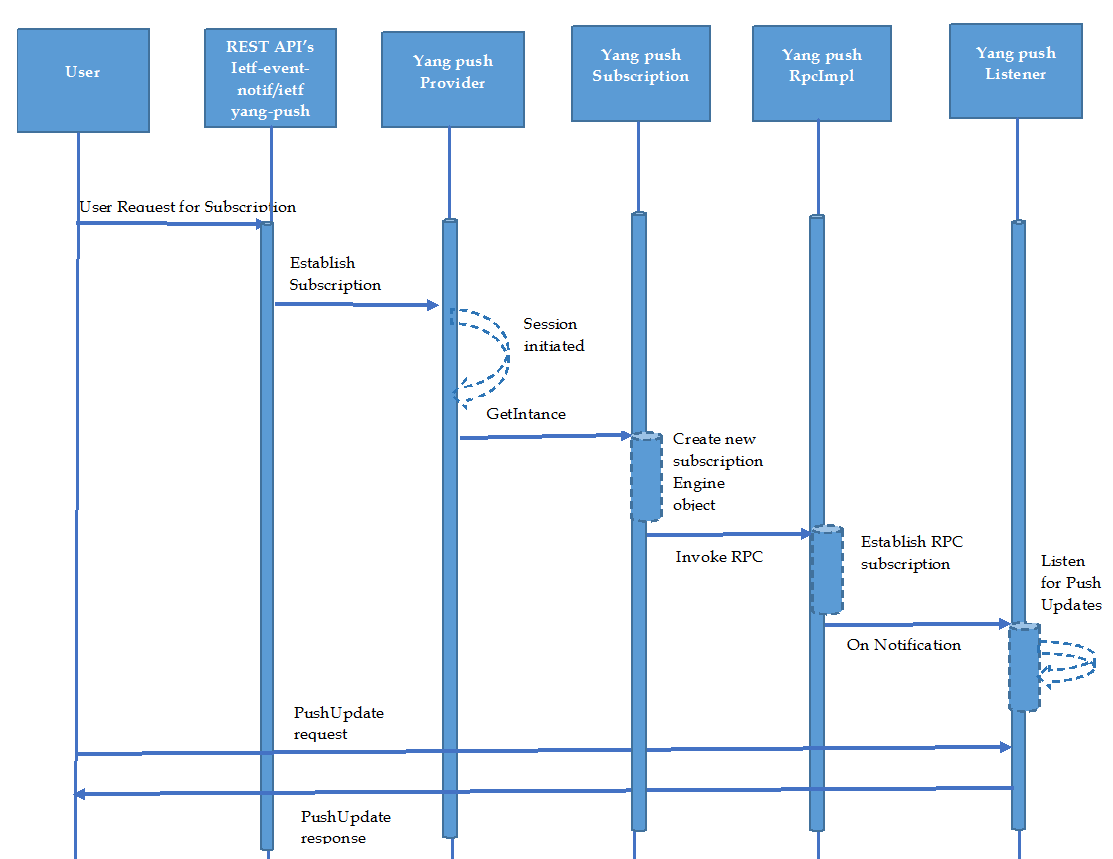 User
REST API's
Ietf-event-
notif/ietf
yang-push
Yang push
Provider
Yang push
Subscription
Yang push
RpcImpl
Yang push
Listener
User Request for Subscription
Establish
Subscription
Session
initiated
GetIntance
Create new
subscription
Engine
object
Invoke RPC
Establish RPC
subscription
Listen
for Push
Updates
On Notification
PushUpdate
request
PushUpdate
response